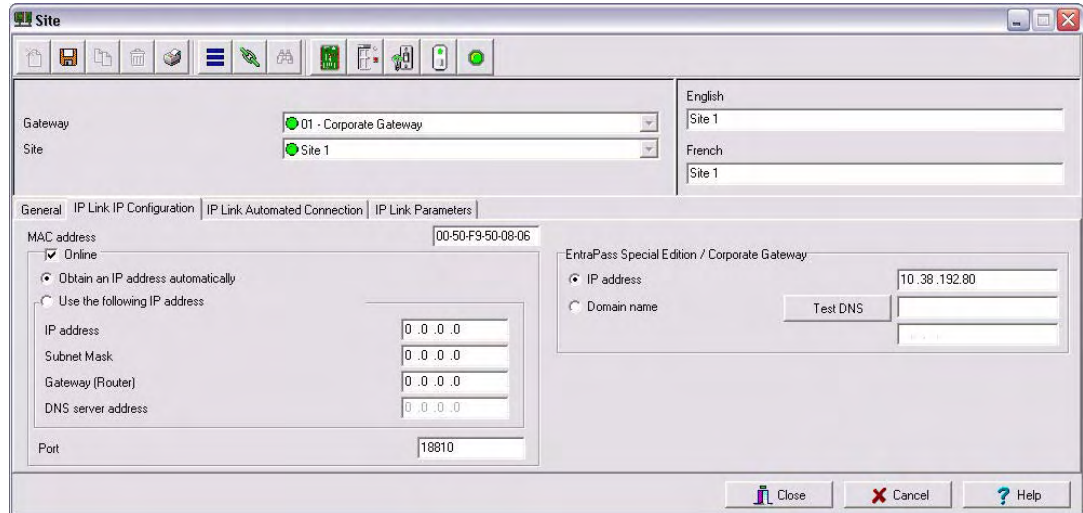 Site
English
Site 1
Gateway
01 - Corporate Gateway
Site
Site 1
French
Site 1
General
IP Link IP Configuration
IP Link Automated Connection
IP Link Parameters
MAC address
00-50-F9-50-08-06
Online
Obtain an IP address automatically
Use the following IP address
IP address
0 .0 .0 .0
Subnet Mask
0 .0 .0 .0
Gateway (Router)
0 .0 .0 .0
DNS server address
0 .0 .0 .0
Port
18810
EntraPass Special Edition / Corporate Gateway
IP address
10 .38 .192.80
Domain name
Test DNS
. . .
Close
Cancel
? Help